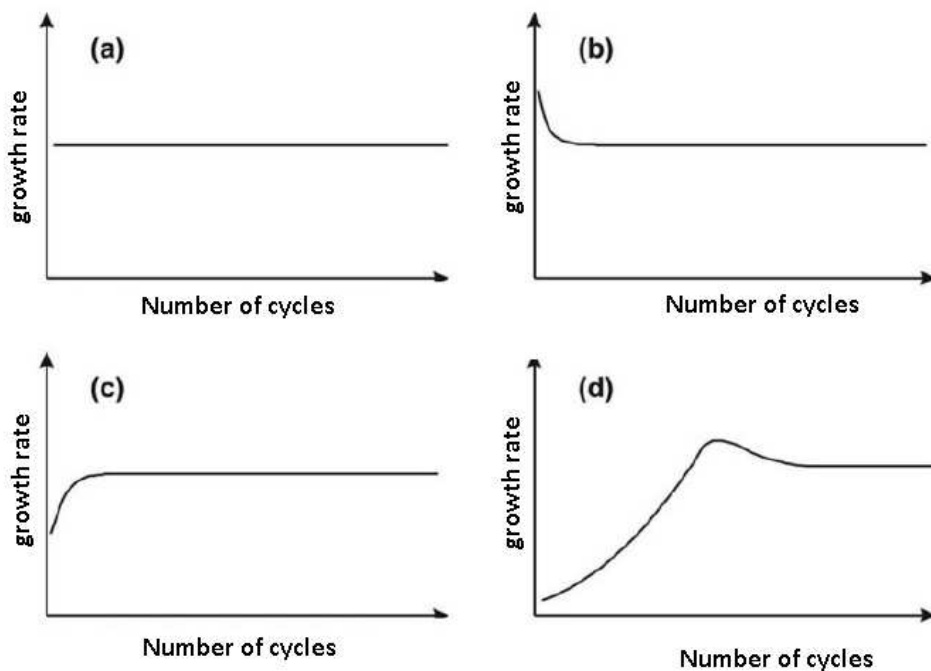 (a)
growth rate
Number of cycles
(b)
growth rate
Number of cycles
(c)
growth rate
Number of cycles
(d)
growth rate
Number of cycles